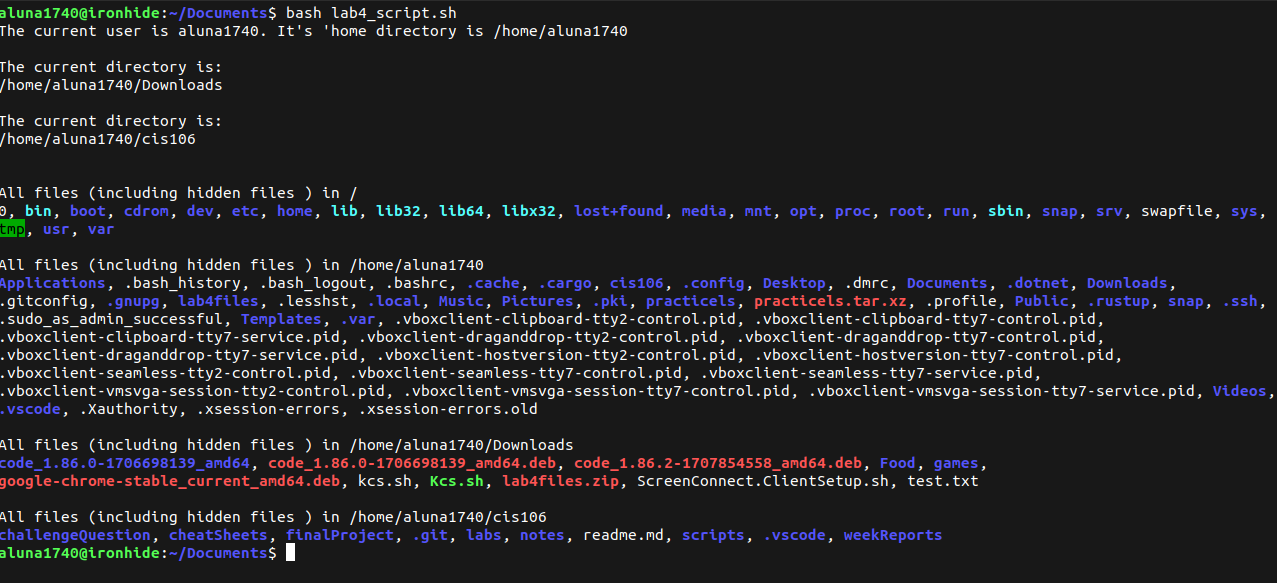 aluna1740@ironhide:~/Documents$ bash lab4_script.sh
The current user is aluna1740. It's 'home directory is /home/aluna1740
The current directory is:
/home/aluna1740/Downloads
The current directory is:
/home/aluna1740/cis106
All files (including hidden files ) in /
0, bin, boot, cdrom, dev, etc, home, lib, lib32, lib64, libx32, lost+found, media, mnt, opt, proc, root, run, sbin, snap, srv, swapfile, sys,
tmp, usr, var
All files (including hidden files ) in /home/aluna1740
Applications, .bash_history, .bash_logout, .bashrc, .cache, .cargo, cis106, .config, Desktop, .dmrc, Documents, .dotnet, Downloads,
.gitconfig, .gnupg, lab4files, .lesshst, .local, Music, Pictures, .pki, practicels, practicels.tar.xz, .profile, Public, .rustup, snap, .ssh,
.sudo_as_admin_successful, Templates, .var, .vboxclient-clipboard-tty2-control.pid, .vboxclient-clipboard-tty7-control.pid,
.vboxclient-clipboard-tty7-service.pid, .vboxclient-draganddrop-tty2-control.pid, .vboxclient-draganddrop-tty7-control.pid,
.vboxclient-draganddrop-tty7-service.pid, .vboxclient-hostversion-tty2-control.pid, .vboxclient-hostversion-tty7-control.pid,
.vboxclient-seamless-tty2-control.pid, .vboxclient-seamless-tty7-control.pid, .vboxclient-seamless-tty7-service.pid,
.vboxclient-vmsvga-session-tty2-control.pid, .vboxclient-vmsvga-session-tty7-control.pid, .vboxclient-vmsvga-session-tty7-service.pid, Videos,
.vscode, .Xauthority, .xsession-errors, .xsession-errors.old
All files (including hidden files ) in /home/aluna1740/Downloads
code_1.86.0-1706698139_amd64, code_1.86.0-1706698139_amd64.deb, code_1.86.2-1707854558_amd64.deb, Food, games,
google-chrome-stable_current_amd64.deb, kcs.sh, Kcs.sh, lab4files.zip, ScreenConnect.ClientSetup.sh, test.txt
All files (including hidden files ) in /home/aluna1740/cis106
challengeQuestion, cheatSheets, finalProject, .git, labs, notes, readme.md, scripts, .vscode, weekReports
aluna1740@ironhide:~/Documents$